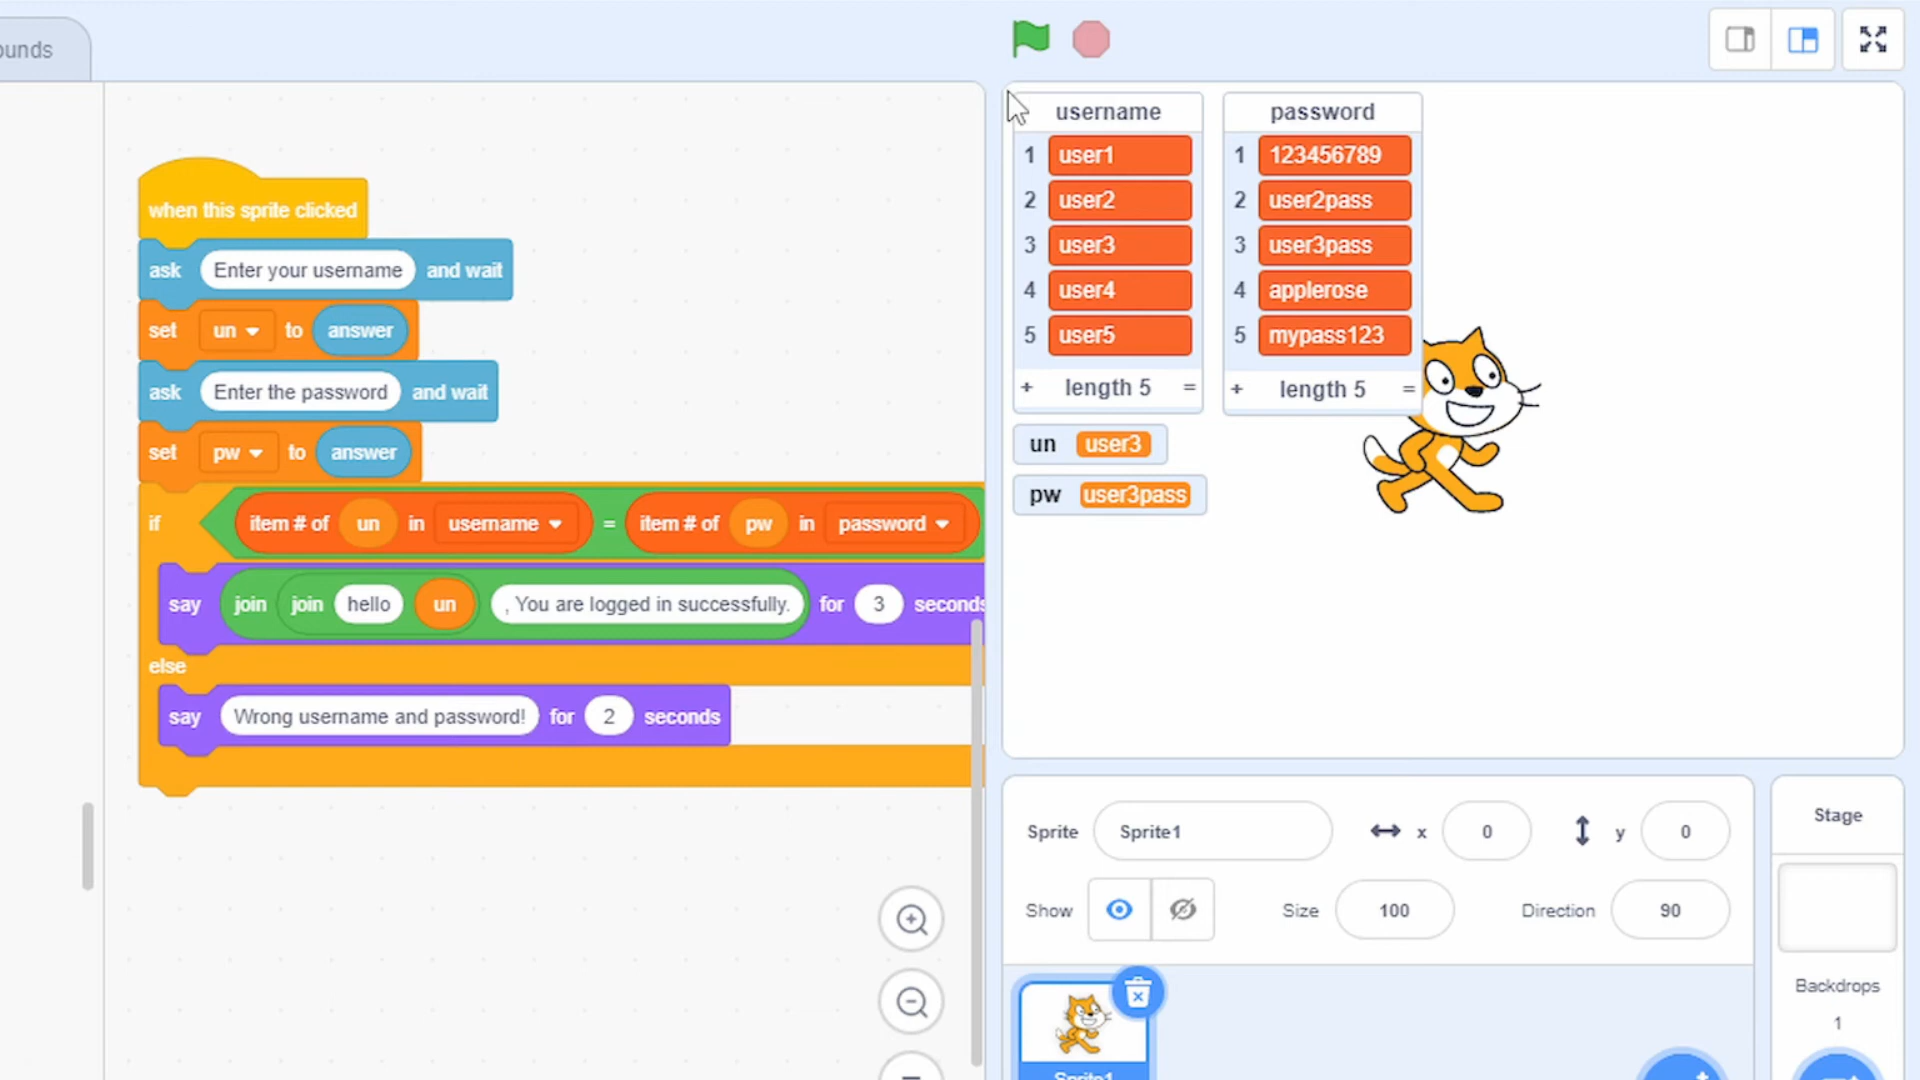 ounds
when this sprite clicked
ask Enter your username and wait
set un to answer
ask Enter the password and wait
set pw to answer
if item # of un in username = item # of pw in password
say join join hello un , You are logged in successfully. for 3 seconds
else
say Wrong username and password! for 2 seconds
username
1 user1
2 user2
3 user3
4 user4
5 user5
+ length 5 =
password
1 123456789
2 user2pass
3 user3pass
4 applerose
5 mypass123
+ length 5 =
un user3
pw user3pass
Sprite Sprite1 x 0 y 0
Show Size 100 Direction 90
Sprite1
Stage
Backdrops
1